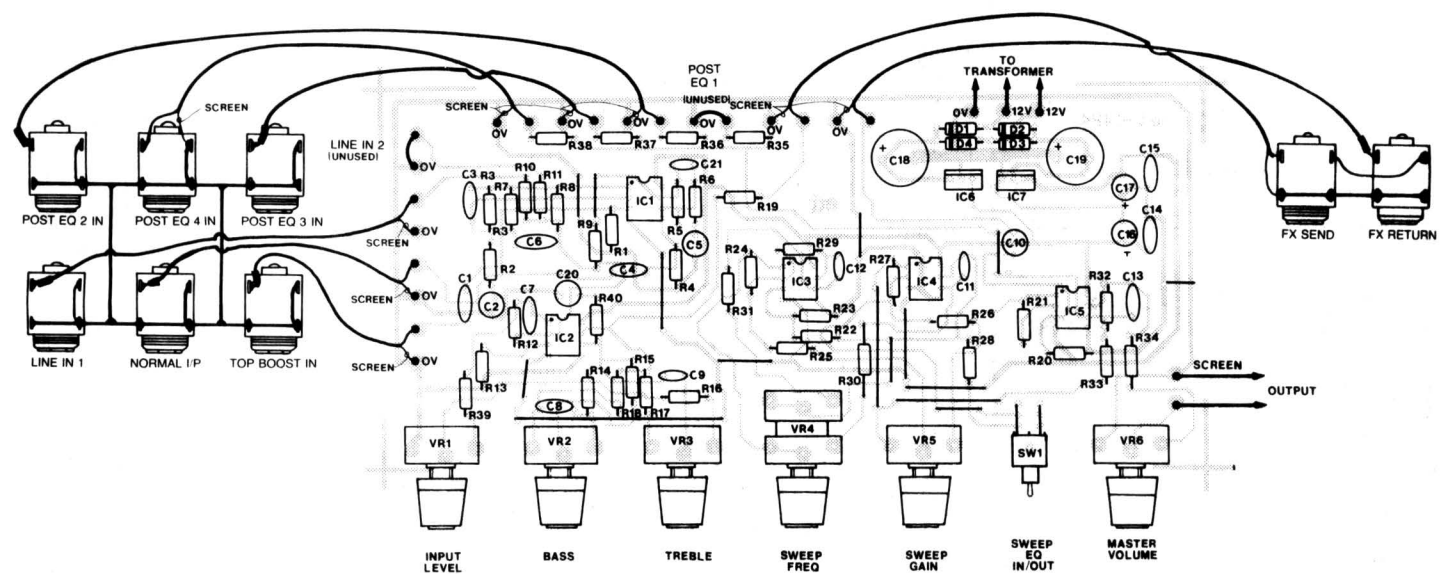 TO
TRANSFORMER
POST
EQ 1
(UNUSED)
SCREEN
SCREEN
SCREEN
0V
12V
12V
0V
0V
0V
0V
0V
0V
R38
R37
R36
R35
D1
D2
D4
D3
C18
C19
C15
IC6
IC7
C17
C16
C14
LINE IN 2
(UNUSED)
0V
POST EQ 2 IN
POST EQ 4 IN
POST EQ 3 IN
FX SEND
FX RETURN
C3
R3
R7
R10
R11
R8
C21
IC1
R6
R5
R19
SCREEN
0V
R3
C6
R9
R1
C5
R2
C4
R4
R24
R29
C12
IC3
R27
IC4
C11
C10
R31
R23
R22
R25
R26
R28
R30
R21
IC5
R32
C13
R20
R33
R34
SCREEN
0V
C1
C2
C7
C20
R40
R12
IC2
LINE IN 1
NORMAL I/P
TOP BOOST IN
SCREEN
0V
R13
R39
C8
R14
R15
R18
R17
C9
R16
SCREEN
OUTPUT
VR1
VR2
VR3
VR4
VR5
SW1
VR6
INPUT
LEVEL
BASS
TREBLE
SWEEP
FREQ
SWEEP
GAIN
SWEEP
EQ
IN/OUT
MASTER
VOLUME